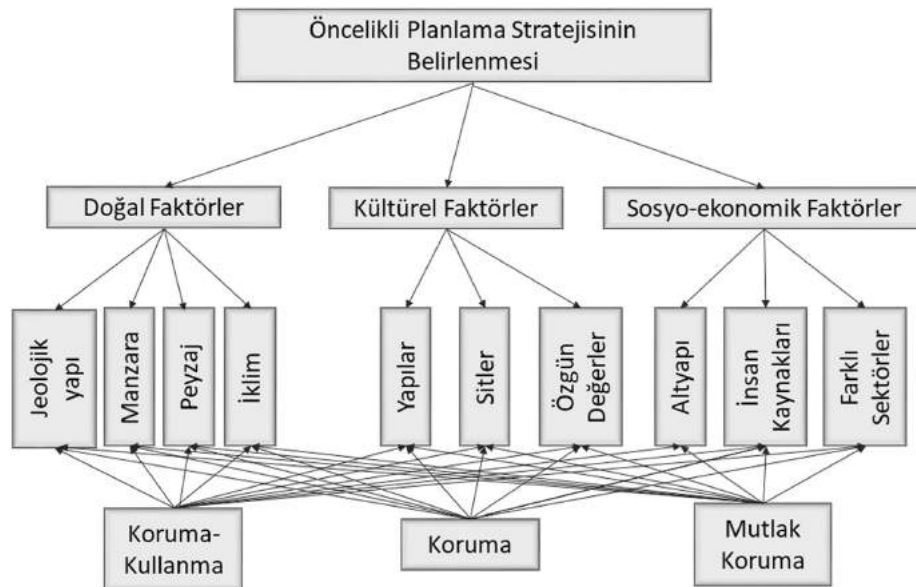 Öncelikli Planlama Stratejisinin
Belirlenmesi
Doğal Faktörler
Kültürel Faktörler
Sosyo-ekonomik Faktörler
Jeolojik
yapı
Manzara
Peyzaj
İklim
Yapılar
Sitler
Özgün
Değerler
Altyapı
İnsan
Kaynakları
Farklı
Sektörler
Koruma-
Kullanma
Koruma
Mutlak
Koruma